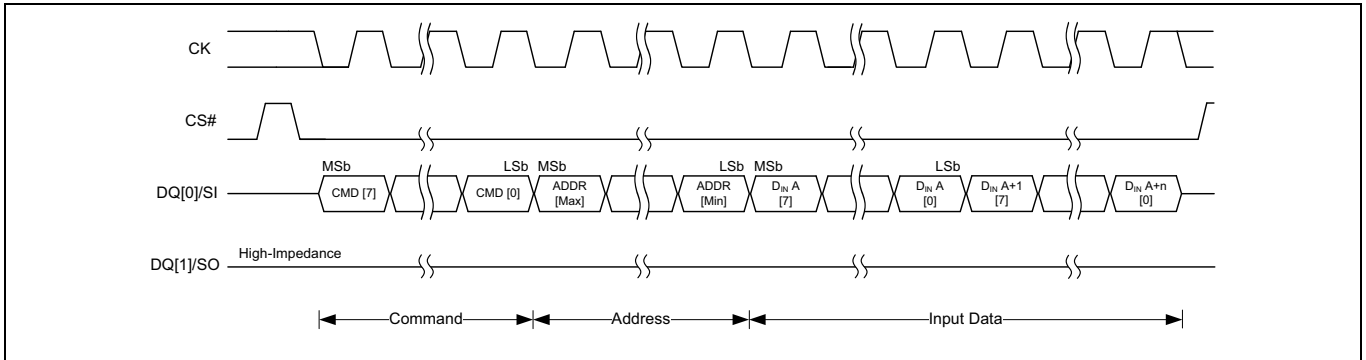 CK
CS#
MSb LSb MSb LSb MSb LSb
DQ[0]/SI CMD [7] CMD [0] ADDR [Max] ADDR [Min] DIN A [7] DIN A [0] DIN A+1 [7] DIN A+n [0]
High-Impedance
DQ[1]/SO
Command Address Input Data